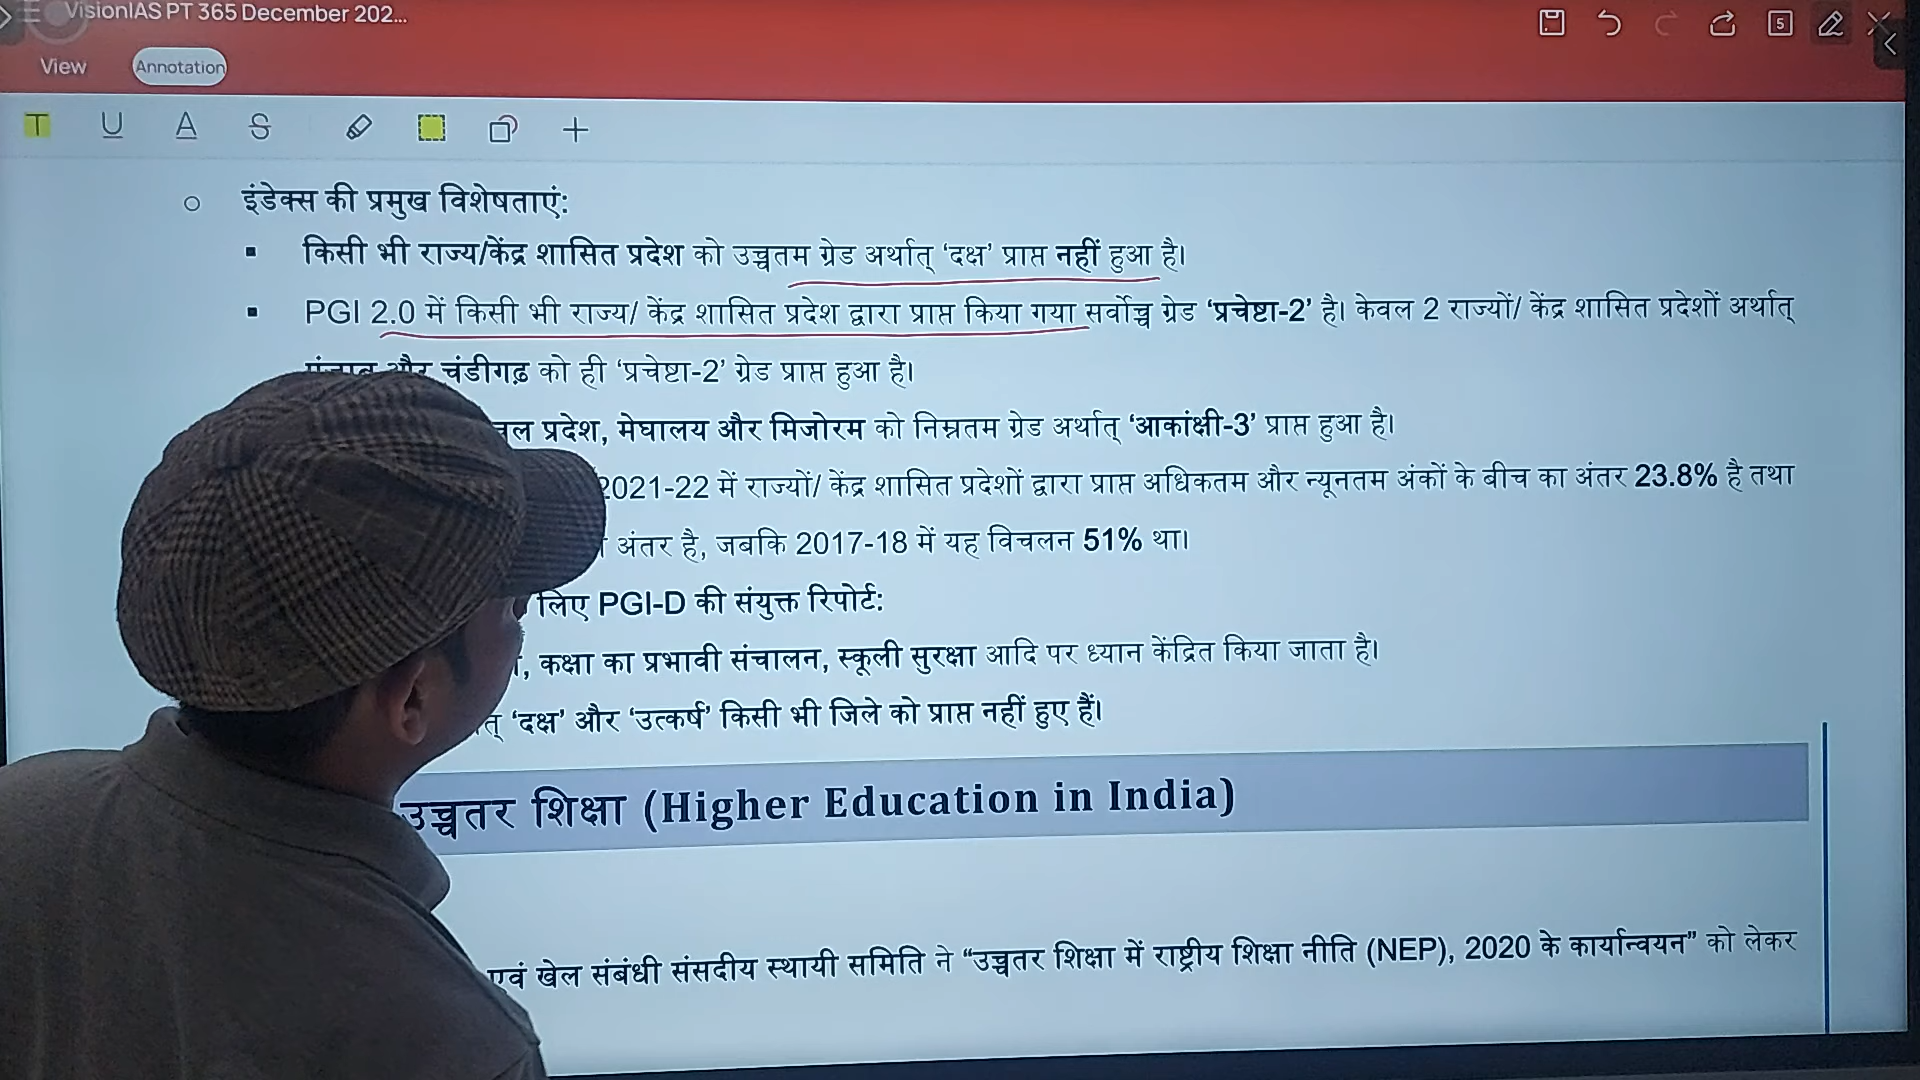 VisionIAS PT 365 December 202...
5
View
Annotation
T U A S
इंडेक्स की प्रमुख विशेषताएं:
किसी भी राज्य/केंद्र शासित प्रदेश को उच्चतम ग्रेड अर्थात् ‘दक्ष’ प्राप्त नहीं हुआ है।
PGI 2.0 में किसी भी राज्य/ केंद्र शासित प्रदेश द्वारा प्राप्त किया गया सर्वोच्च ग्रेड ‘प्रचेष्टा-2’ है। केवल 2 राज्यों/ केंद्र शासित प्रदेशों अर्थात्
और चंडीगढ़ को ही ‘प्रचेष्टा-2’ ग्रेड प्राप्त हुआ है।
प्रदेश, मेघालय और मिजोरम को निम्नतम ग्रेड अर्थात् ‘आकांक्षी-3’ प्राप्त हुआ है।
2021-22 में राज्यों/ केंद्र शासित प्रदेशों द्वारा प्राप्त अधिकतम और न्यूनतम अंकों के बीच का अंतर 23.8% है तथा
अंतर है, जबकि 2017-18 में यह विचलन 51% था।
लिए PGI-D की संयुक्त रिपोर्ट:
कक्षा का प्रभावी संचालन, स्कूली सुरक्षा आदि पर ध्यान केंद्रित किया जाता है।
‘दक्ष’ और ‘उत्कर्ष’ किसी भी जिले को प्राप्त नहीं हुए हैं।
उच्चतर शिक्षा (Higher Education in India)
एवं खेल संबंधी संसदीय स्थायी समिति ने “उच्चतर शिक्षा में राष्ट्रीय शिक्षा नीति (NEP), 2020 के कार्यान्वयन” को लेकर